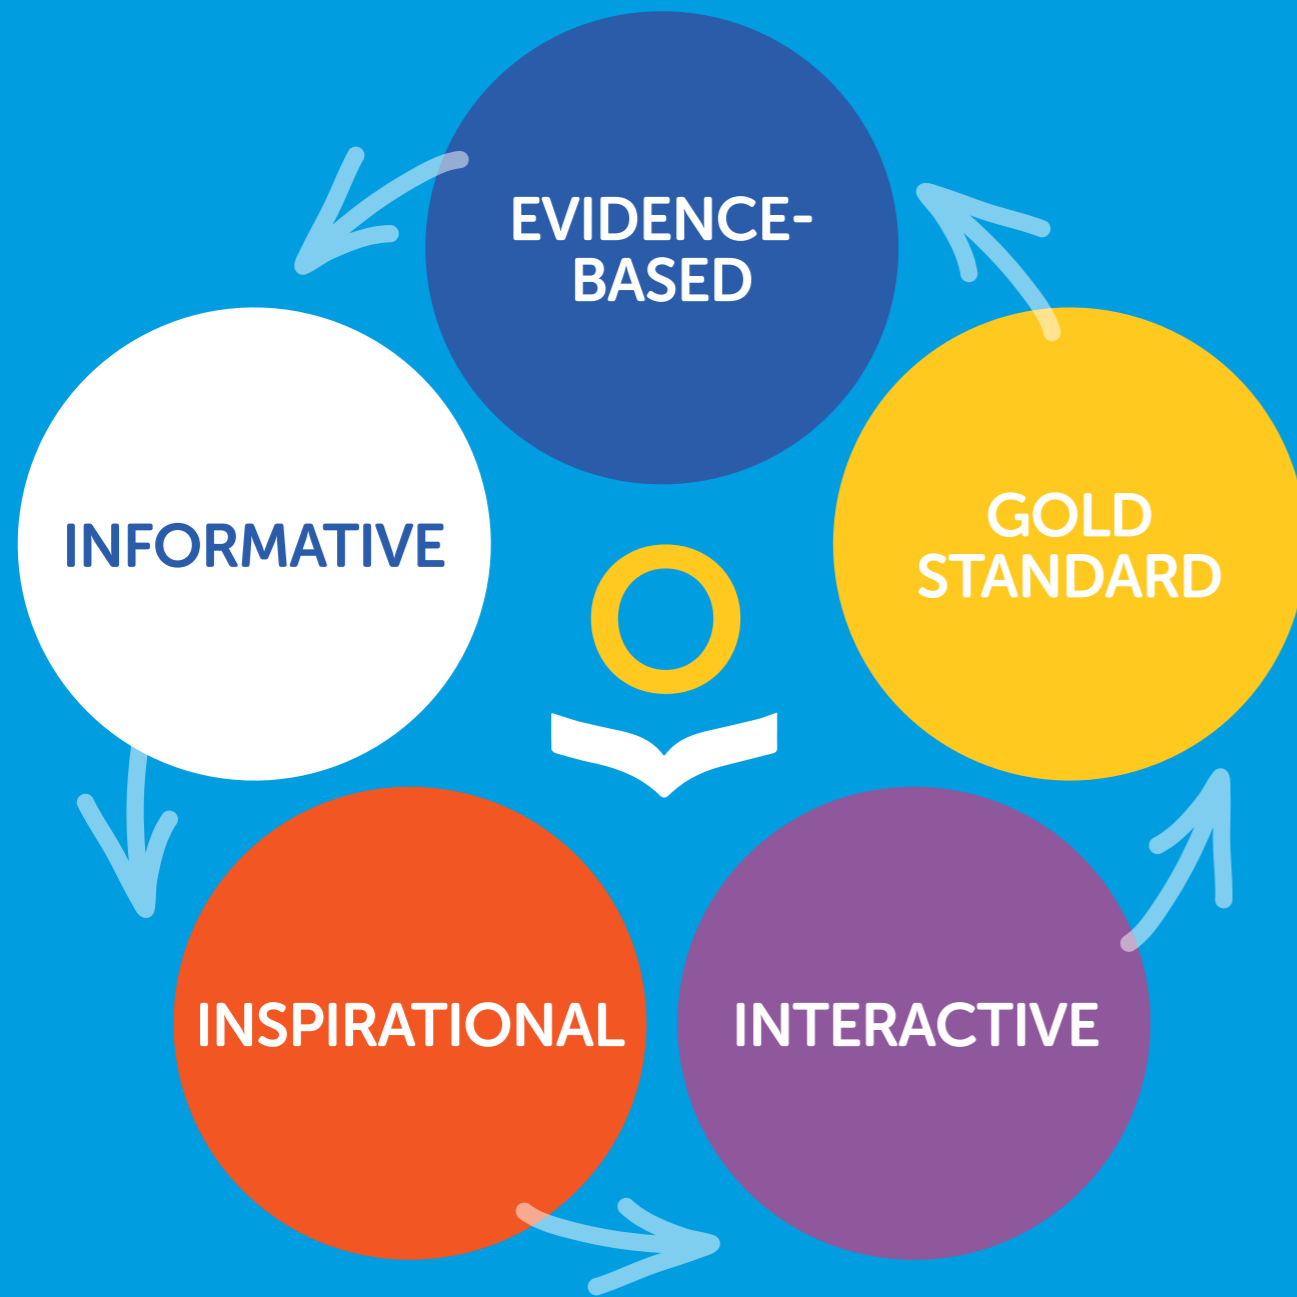 EVIDENCE-
BASED
GOLD
STANDARD
INFORMATIVE
INSPIRATIONAL
INTERACTIVE